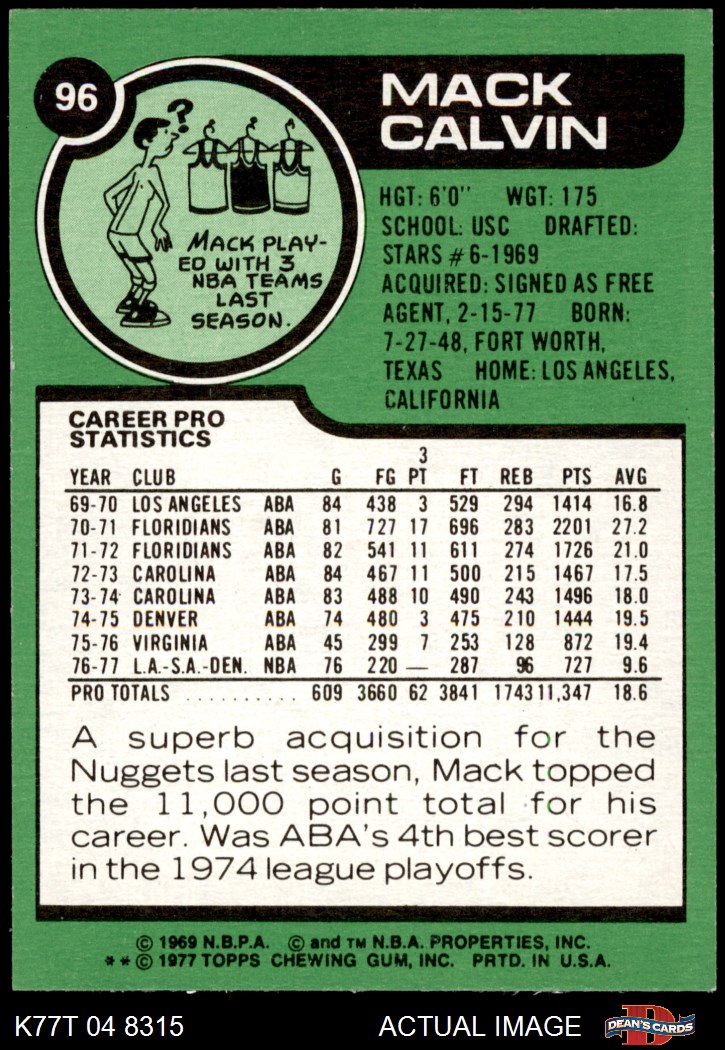 96
MACK
CALVIN
?
MACK PLAY-
ED WITH 3
NBA TEAMS
LAST
SEASON.
HGT: 6'0" WGT: 175
SCHOOL: USC DRAFTED:
STARS #6-1969
ACQUIRED: SIGNED AS FREE
AGENT, 2-15-77 BORN:
7-27-48, FORT WORTH,
TEXAS HOME: LOS ANGELES,
CALIFORNIA
CAREER PRO
STATISTICS
3
YEAR CLUB G FG PT FT REB PTS AVG
69-70 LOS ANGELES ABA 84 438 3 529 294 1414 16.8
70-71 FLORIDIANS ABA 81 727 17 696 283 2201 27.2
71-72 FLORIDIANS ABA 82 541 11 611 274 1726 21.0
72-73 CAROLINA ABA 84 467 11 500 215 1467 17.5
73-74 CAROLINA ABA 83 488 10 490 243 1496 18.0
74-75 DENVER ABA 74 480 3 475 210 1444 19.5
75-76 VIRGINIA ABA 45 299 7 253 128 872 19.4
76-77 L.A.-S.A.-DEN. NBA 76 220 — 287 96 727 9.6
PRO TOTALS .......... 609 3660 62 3841 1743 11,347 18.6
A superb acquisition for the
Nuggets last season, Mack topped
the 11,000 point total for his
career. Was ABA's 4th best scorer
in the 1974 league playoffs.
© 1969 N.B.P.A. © and TM N.B.A. PROPERTIES, INC.
**© 1977 TOPPS CHEWING GUM, INC. PRTD. IN U.S.A.
K77T 04 8315 ACTUAL IMAGE
D
DEAN'S CARDS